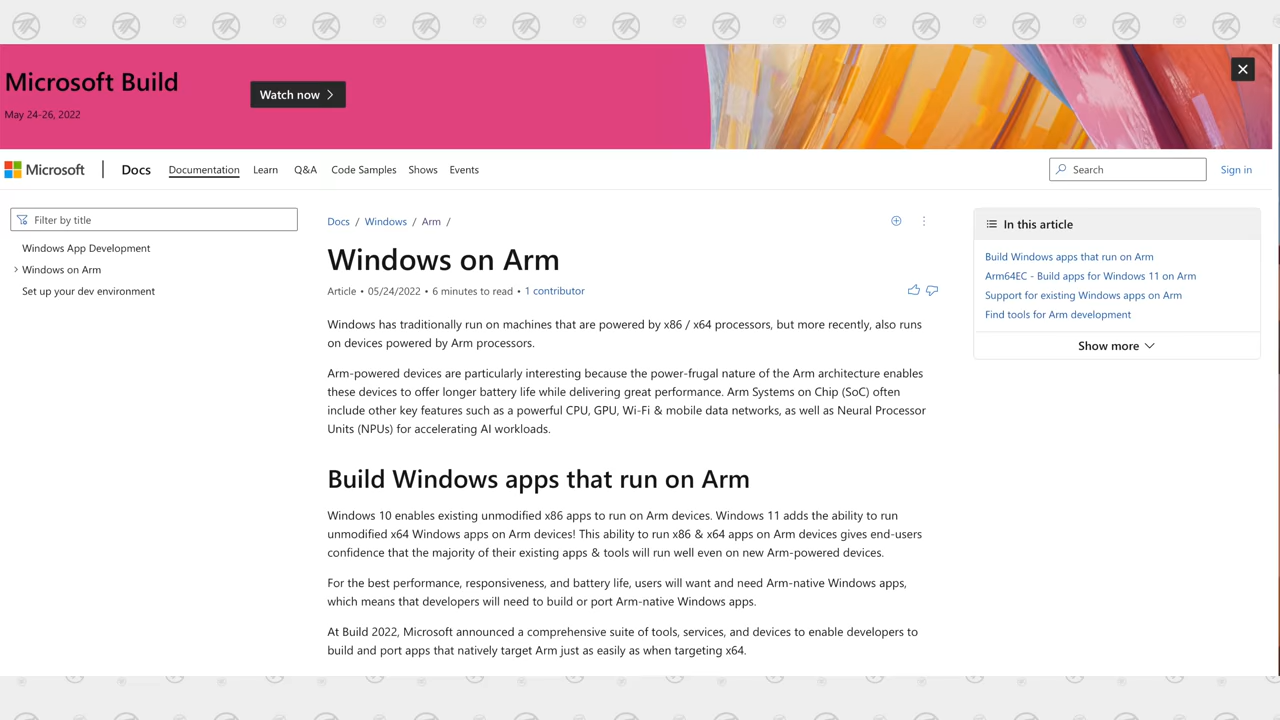 Microsoft Build
Watch now
May 24-26, 2022
Microsoft
Docs
Documentation
Learn
Q&A
Code Samples
Shows
Events
Search
Sign in
Filter by title
Windows App Development
Windows on Arm
Set up your dev environment
Docs / Windows / Arm /
Windows on Arm
Article • 05/24/2022 • 6 minutes to read • 1 contributor
Windows has traditionally run on machines that are powered by x86 / x64 processors, but more recently, also runs
on devices powered by Arm processors.
Arm-powered devices are particularly interesting because the power-frugal nature of the Arm architecture enables
these devices to offer longer battery life while delivering great performance. Arm Systems on Chip (SoC) often
include other key features such as a powerful CPU, GPU, Wi-Fi & mobile data networks, as well as Neural Processor
Units (NPUs) for accelerating AI workloads.
Build Windows apps that run on Arm
Windows 10 enables existing unmodified x86 apps to run on Arm devices. Windows 11 adds the ability to run
unmodified x64 Windows apps on Arm devices! This ability to run x86 & x64 apps on Arm devices gives end-users
confidence that the majority of their existing apps & tools will run well even on new Arm-powered devices.
For the best performance, responsiveness, and battery life, users will want and need Arm-native Windows apps,
which means that developers will need to build or port Arm-native Windows apps.
At Build 2022, Microsoft announced a comprehensive suite of tools, services, and devices to enable developers to
build and port apps that natively target Arm just as easily as when targeting x64.
In this article
Build Windows apps that run on Arm
Arm64EC - Build apps for Windows 11 on Arm
Support for existing Windows apps on Arm
Find tools for Arm development
Show more